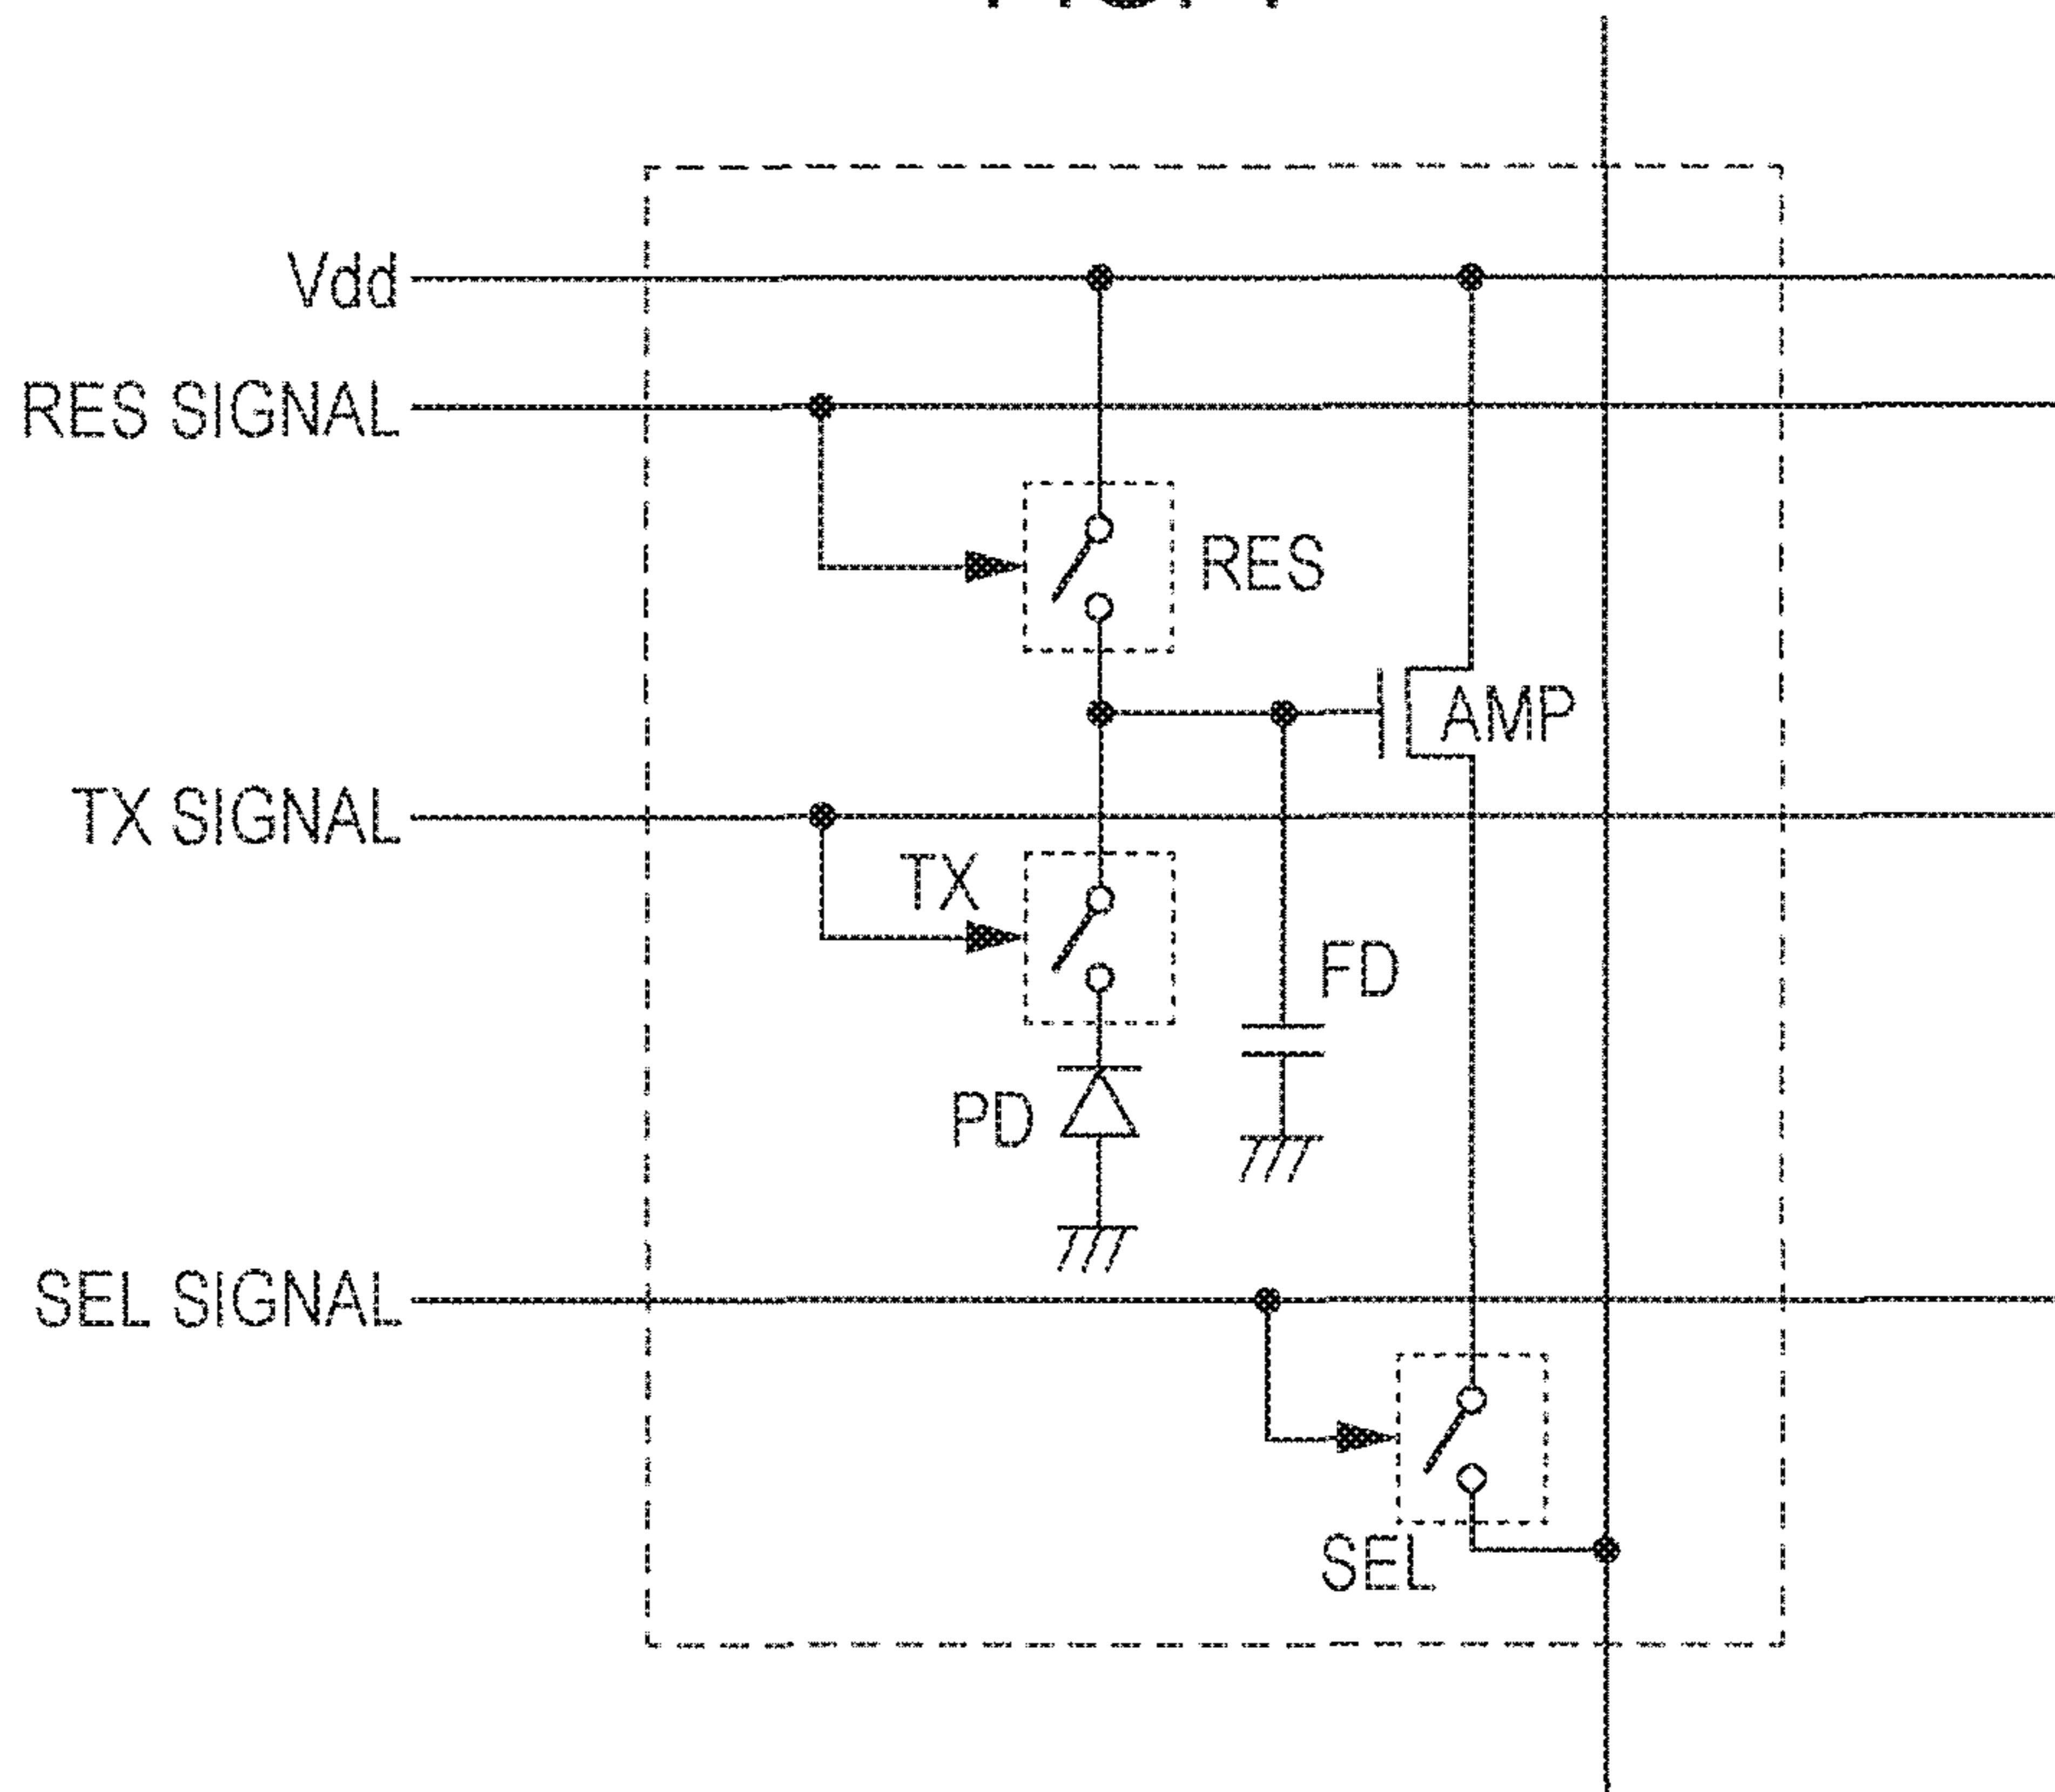 Vdd
RES SIGNAL
RES
AMP
TX SIGNAL
TX
FD
PD
SEL SIGNAL
SEL